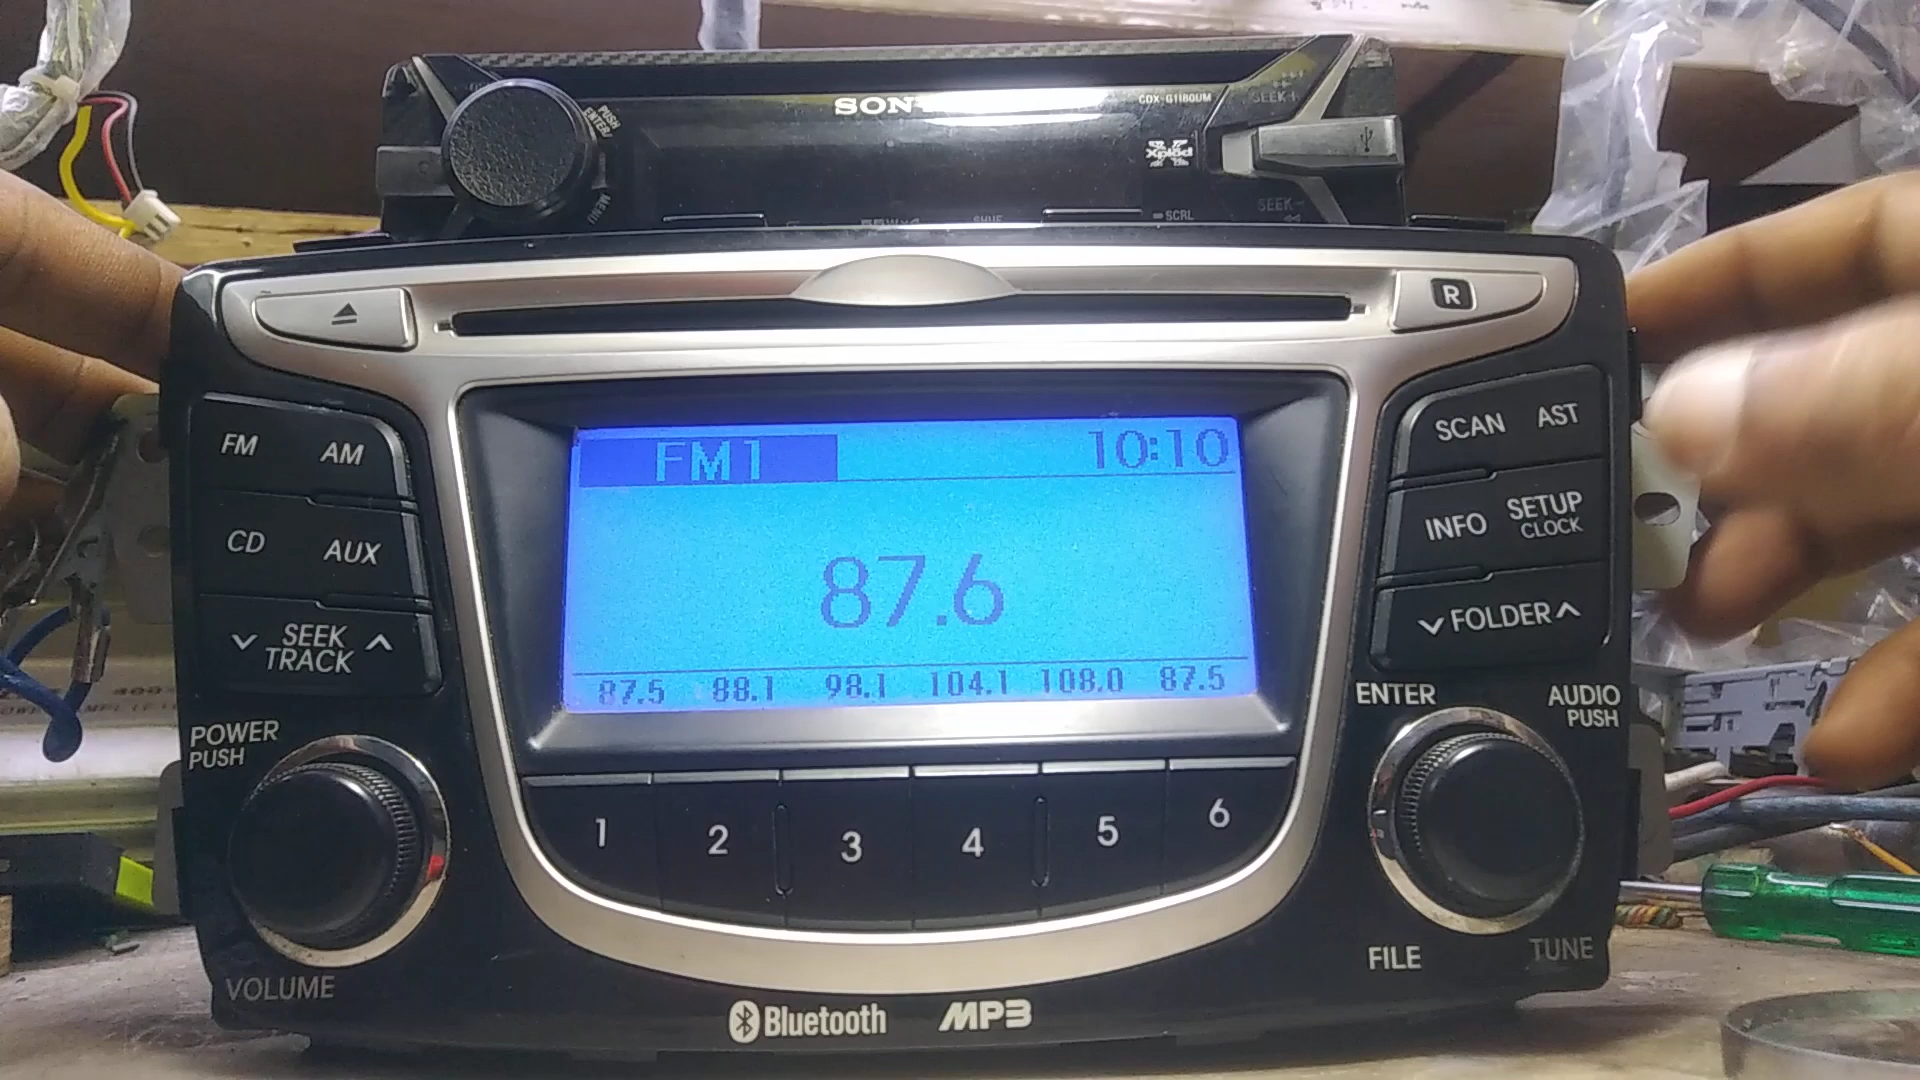 SONY
CDX-G1180UM
SEEK+
PUSH
ENTER/
MENU
Xplod
SEEK-
SCRL
R
FM AM
CD AUX
SEEK
TRACK
POWER
PUSH
VOLUME
FM1 10:10
87.6
87.5 88.1 98.1 104.1 108.0 87.5
1 2 3 4 5 6
SCAN AST
INFO SETUP
CLOCK
FOLDER
ENTER AUDIO
PUSH
FILE TUNE
Bluetooth MP3